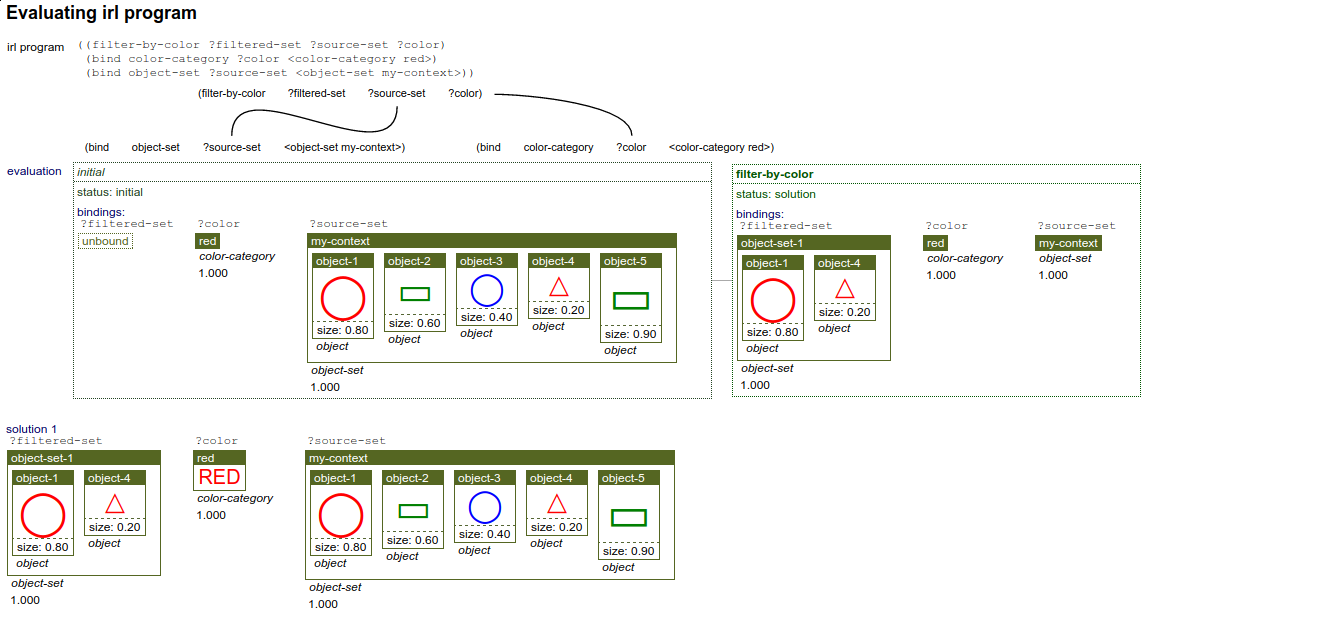 Evaluating irl program
irl program
((filter-by-color ?filtered-set ?source-set ?color)
(bind color-category ?color <color-category red>)
(bind object-set ?source-set <object-set my-context>))
(filter-by-color ?filtered-set ?source-set ?color)
(bind object-set ?source-set <object-set my-context>) (bind color-category ?color <color-category red>)
evaluation
initial
status: initial
bindings:
?filtered-set ?color ?source-set
unbound red my-context
color-category
1.000
object-1 object-2 object-3 object-4 object-5
size: 0.80 size: 0.60 size: 0.40 size: 0.20 size: 0.90
object object object object object
object-set
1.000
filter-by-color
status: solution
bindings:
?filtered-set ?color ?source-set
object-set-1 red my-context
color-category object-set
1.000 1.000
object-1 object-4
size: 0.80 size: 0.20
object object
object-set
1.000
solution 1
?filtered-set ?color ?source-set
object-set-1 red my-context
object-1 object-4
size: 0.80 size: 0.20
object object
object-set
1.000
RED
color-category
1.000
object-1 object-2 object-3 object-4 object-5
size: 0.80 size: 0.60 size: 0.40 size: 0.20 size: 0.90
object object object object object
object-set
1.000